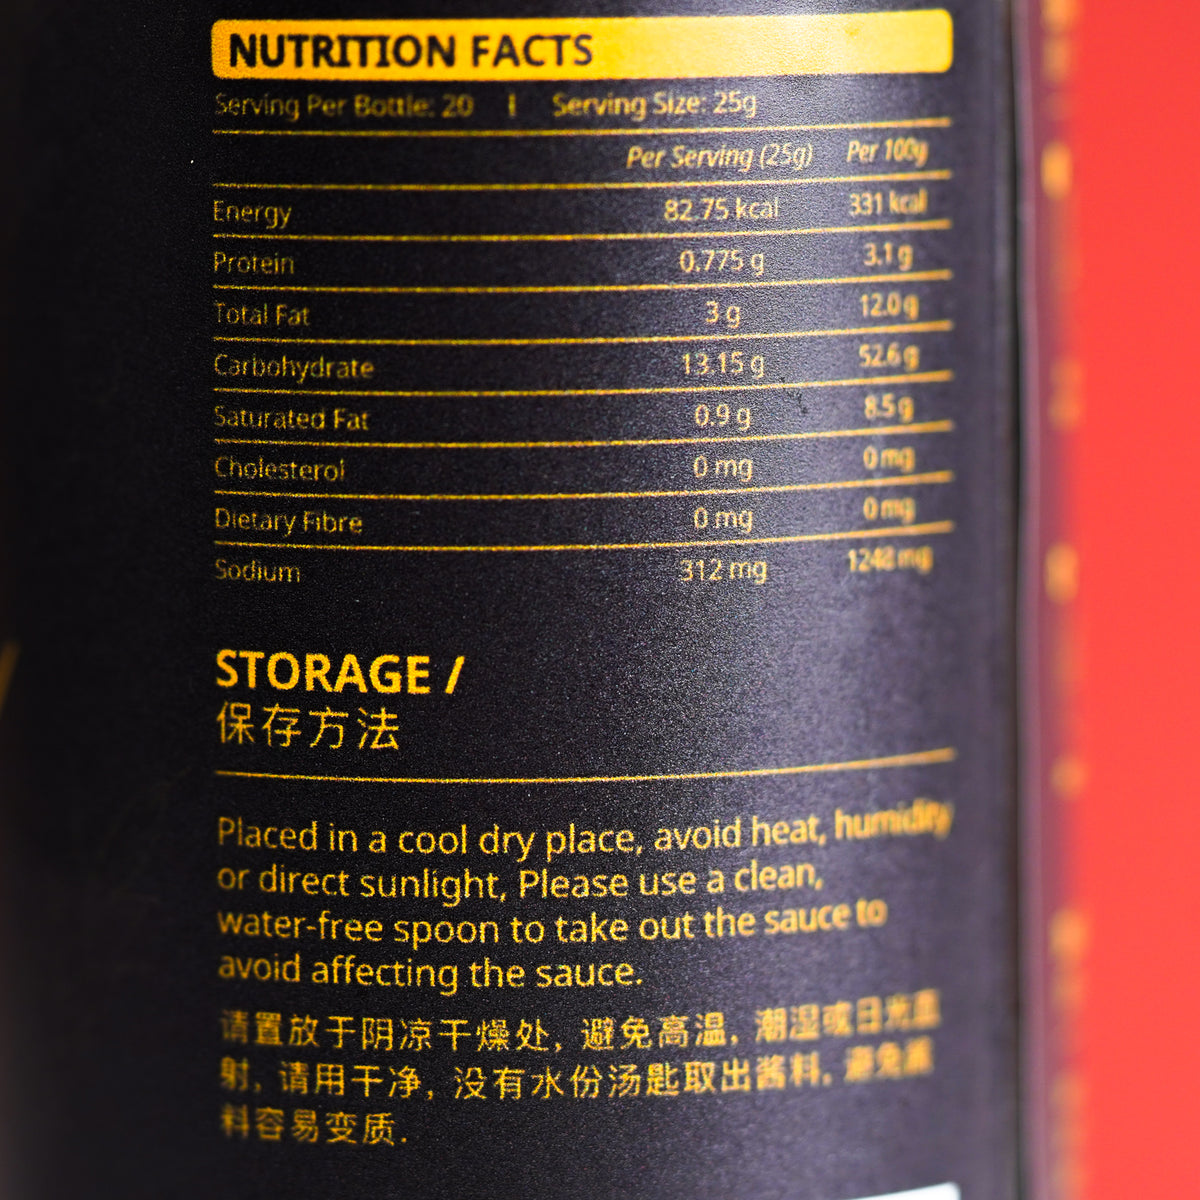 NUTRITION FACTS
Serving Per Bottle: 20 | Serving Size: 25g
Per Serving (25g) Per 100g
Energy 82.75 kcal 331 kcal
Protein 0.775 g 3.1 g
Total Fat 3 g 12.0 g
Carbohydrate 13.15 g 52.6 g
Saturated Fat 0.9 g 8.5 g
Cholesterol 0 mg 0 mg
Dietary Fibre 0 mg 0 mg
Sodium 312 mg 1248 mg
STORAGE /
保存方法
Placed in a cool dry place, avoid heat, humidity
or direct sunlight, Please use a clean,
water-free spoon to take out the sauce to
avoid affecting the sauce.
请置放于阴凉干燥处, 避免高温, 潮湿或日光直
射, 请用干净, 没有水份汤匙取出酱料, 避免酱
料容易变质.